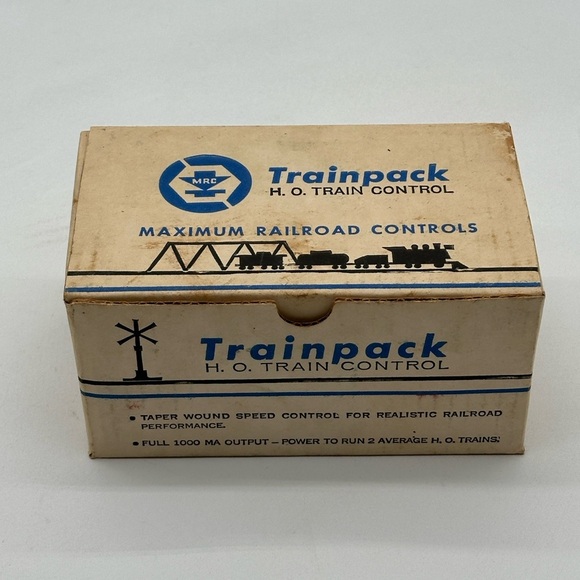 MRC
Trainpack
H. O. TRAIN CONTROL
MAXIMUM RAILROAD CONTROLS
Trainpack
H. O. TRAIN CONTROL
• TAPER WOUND SPEED CONTROL FOR REALISTIC RAILROAD
PERFORMANCE.
• FULL 1000 MA OUTPUT – POWER TO RUN 2 AVERAGE H. O. TRAINS.